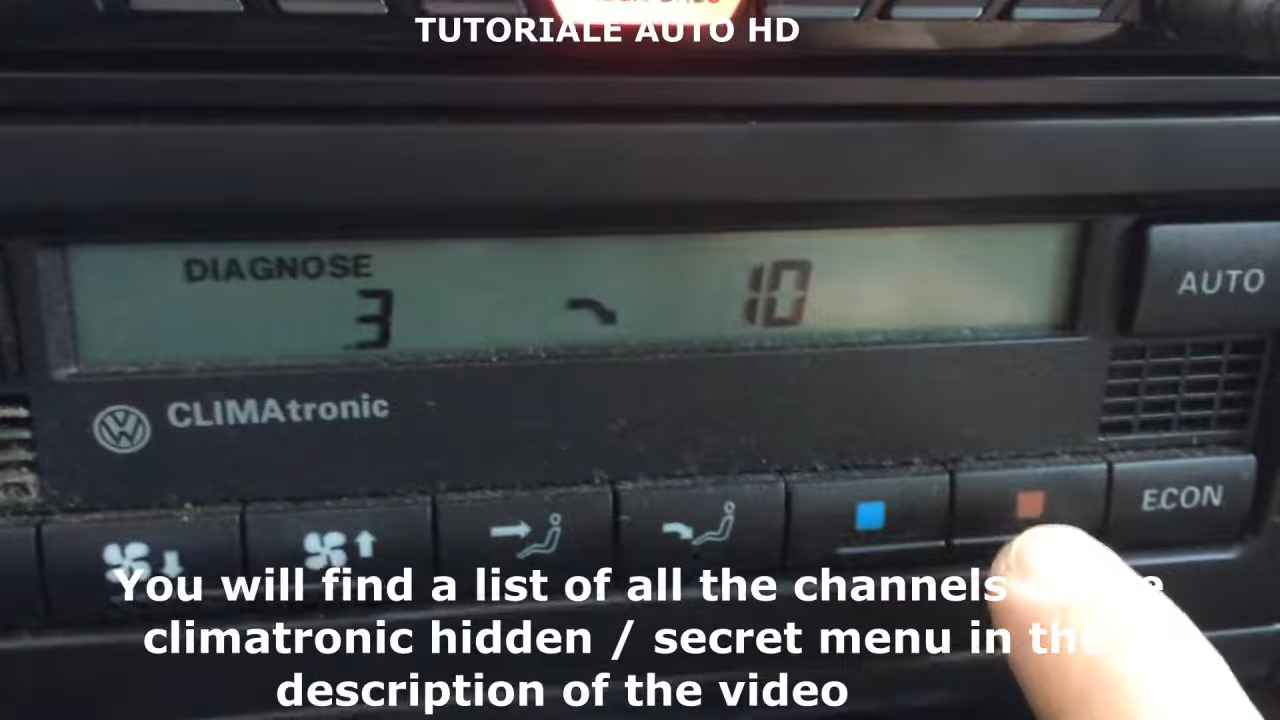 TUTORIALE AUTO HD
DIAGNOSE
3 10
AUTO
CLIMAtronic
ECON
You will find a list of all the channels
climatronic hidden / secret menu in the
description of the video